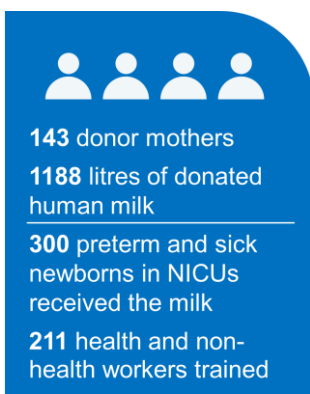 143 donor mothers
1188 litres of donated
human milk
300 preterm and sick
newborns in NICUs
received the milk
211 health and non-
health workers trained